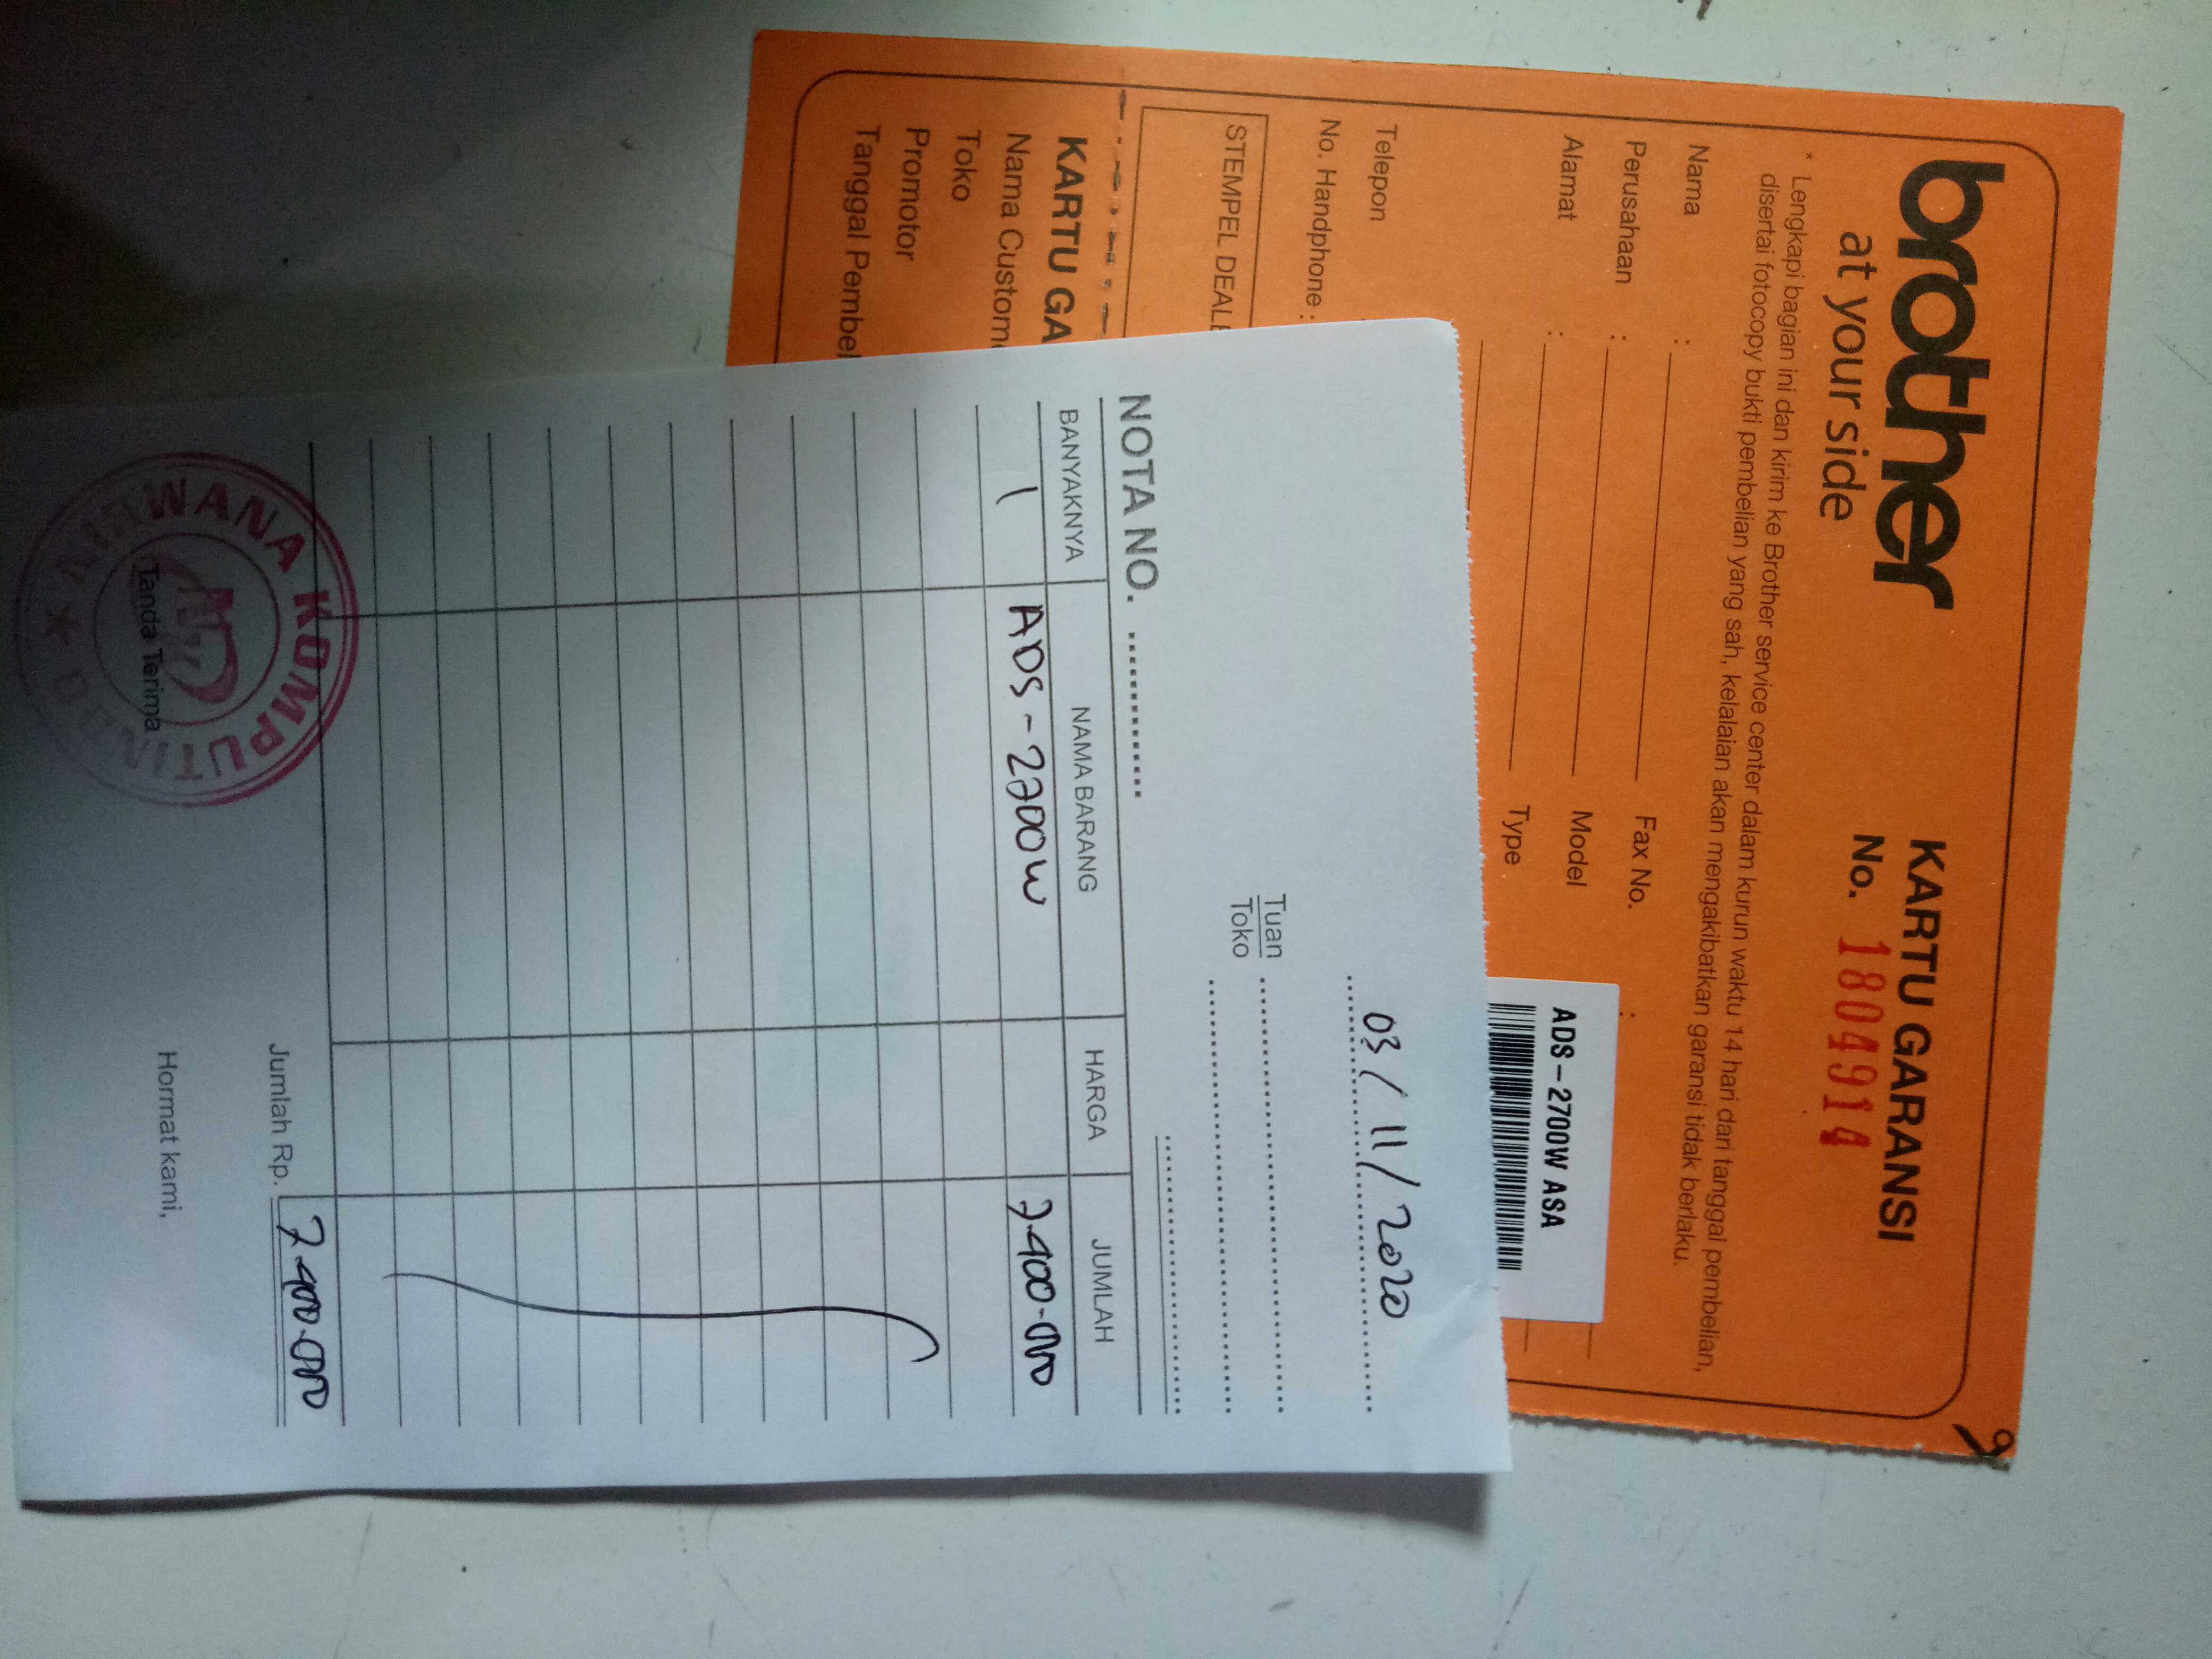 brother
at your side
KARTU GARANSI
No. 1804914
* Lengkapi bagian ini dan kirim ke Brother service center dalam kurun waktu 14 hari dari tanggal pembelian,
disertai fotocopy bukti pembelian yang sah, kelalaian akan mengakibatkan garansi tidak berlaku.
Nama :
Perusahaan :
Fax No. :
Alamat :
Model
ADS-2700W ASA
Type
Telepon
No. Handphone :
STEMPEL DEALE
KARTU GA
Nama Custome
Toko
Promotor
Tanggal Pembel
03/11/2020
Tuan
Toko
NOTA NO.
BANYAKNYA NAMA BARANG HARGA JUMLAH
1 ADS-2700W 7.400.000
Jumlah Rp. 7.400.000
Tanda Terima
Hormat kami,
NIRWANA KOMPUTINDO